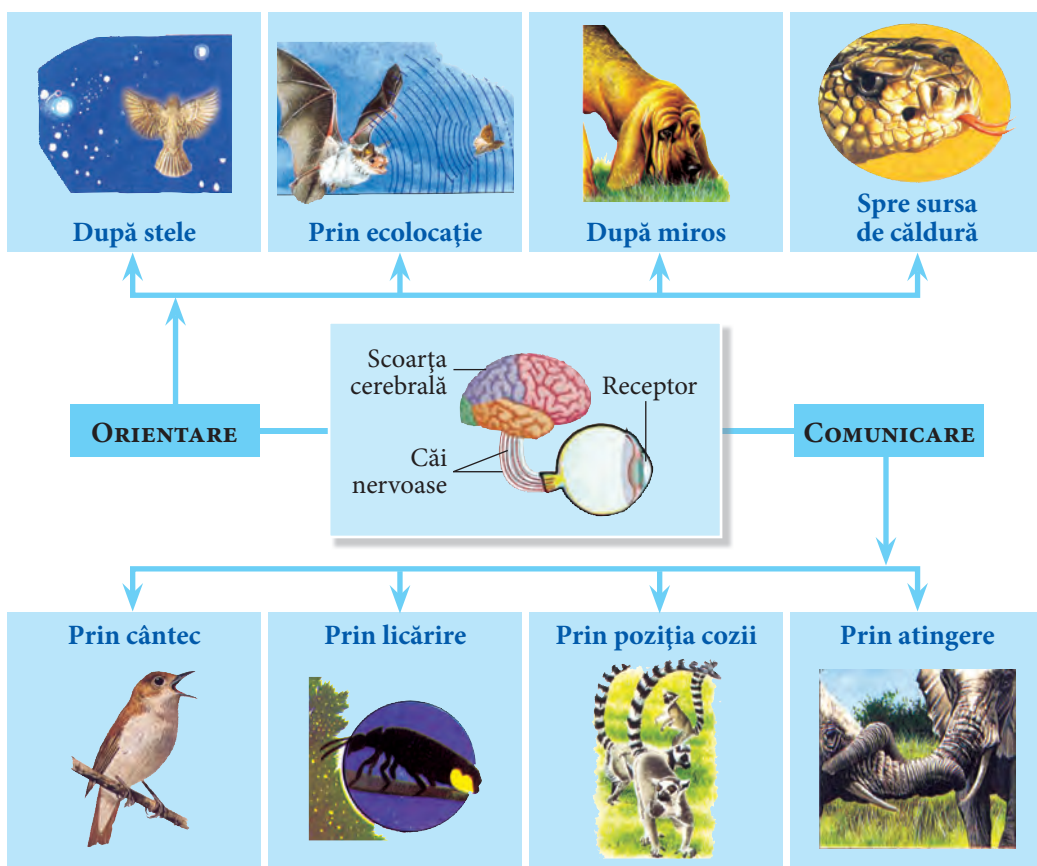 După stele
Prin ecolocaţie
După miros
Spre sursa
de căldură
Scoarţa
cerebrală
Receptor
ORIENTARE
COMUNICARE
Căi
nervoase
Prin cântec
Prin licărire
Prin poziţia cozii
Prin atingere